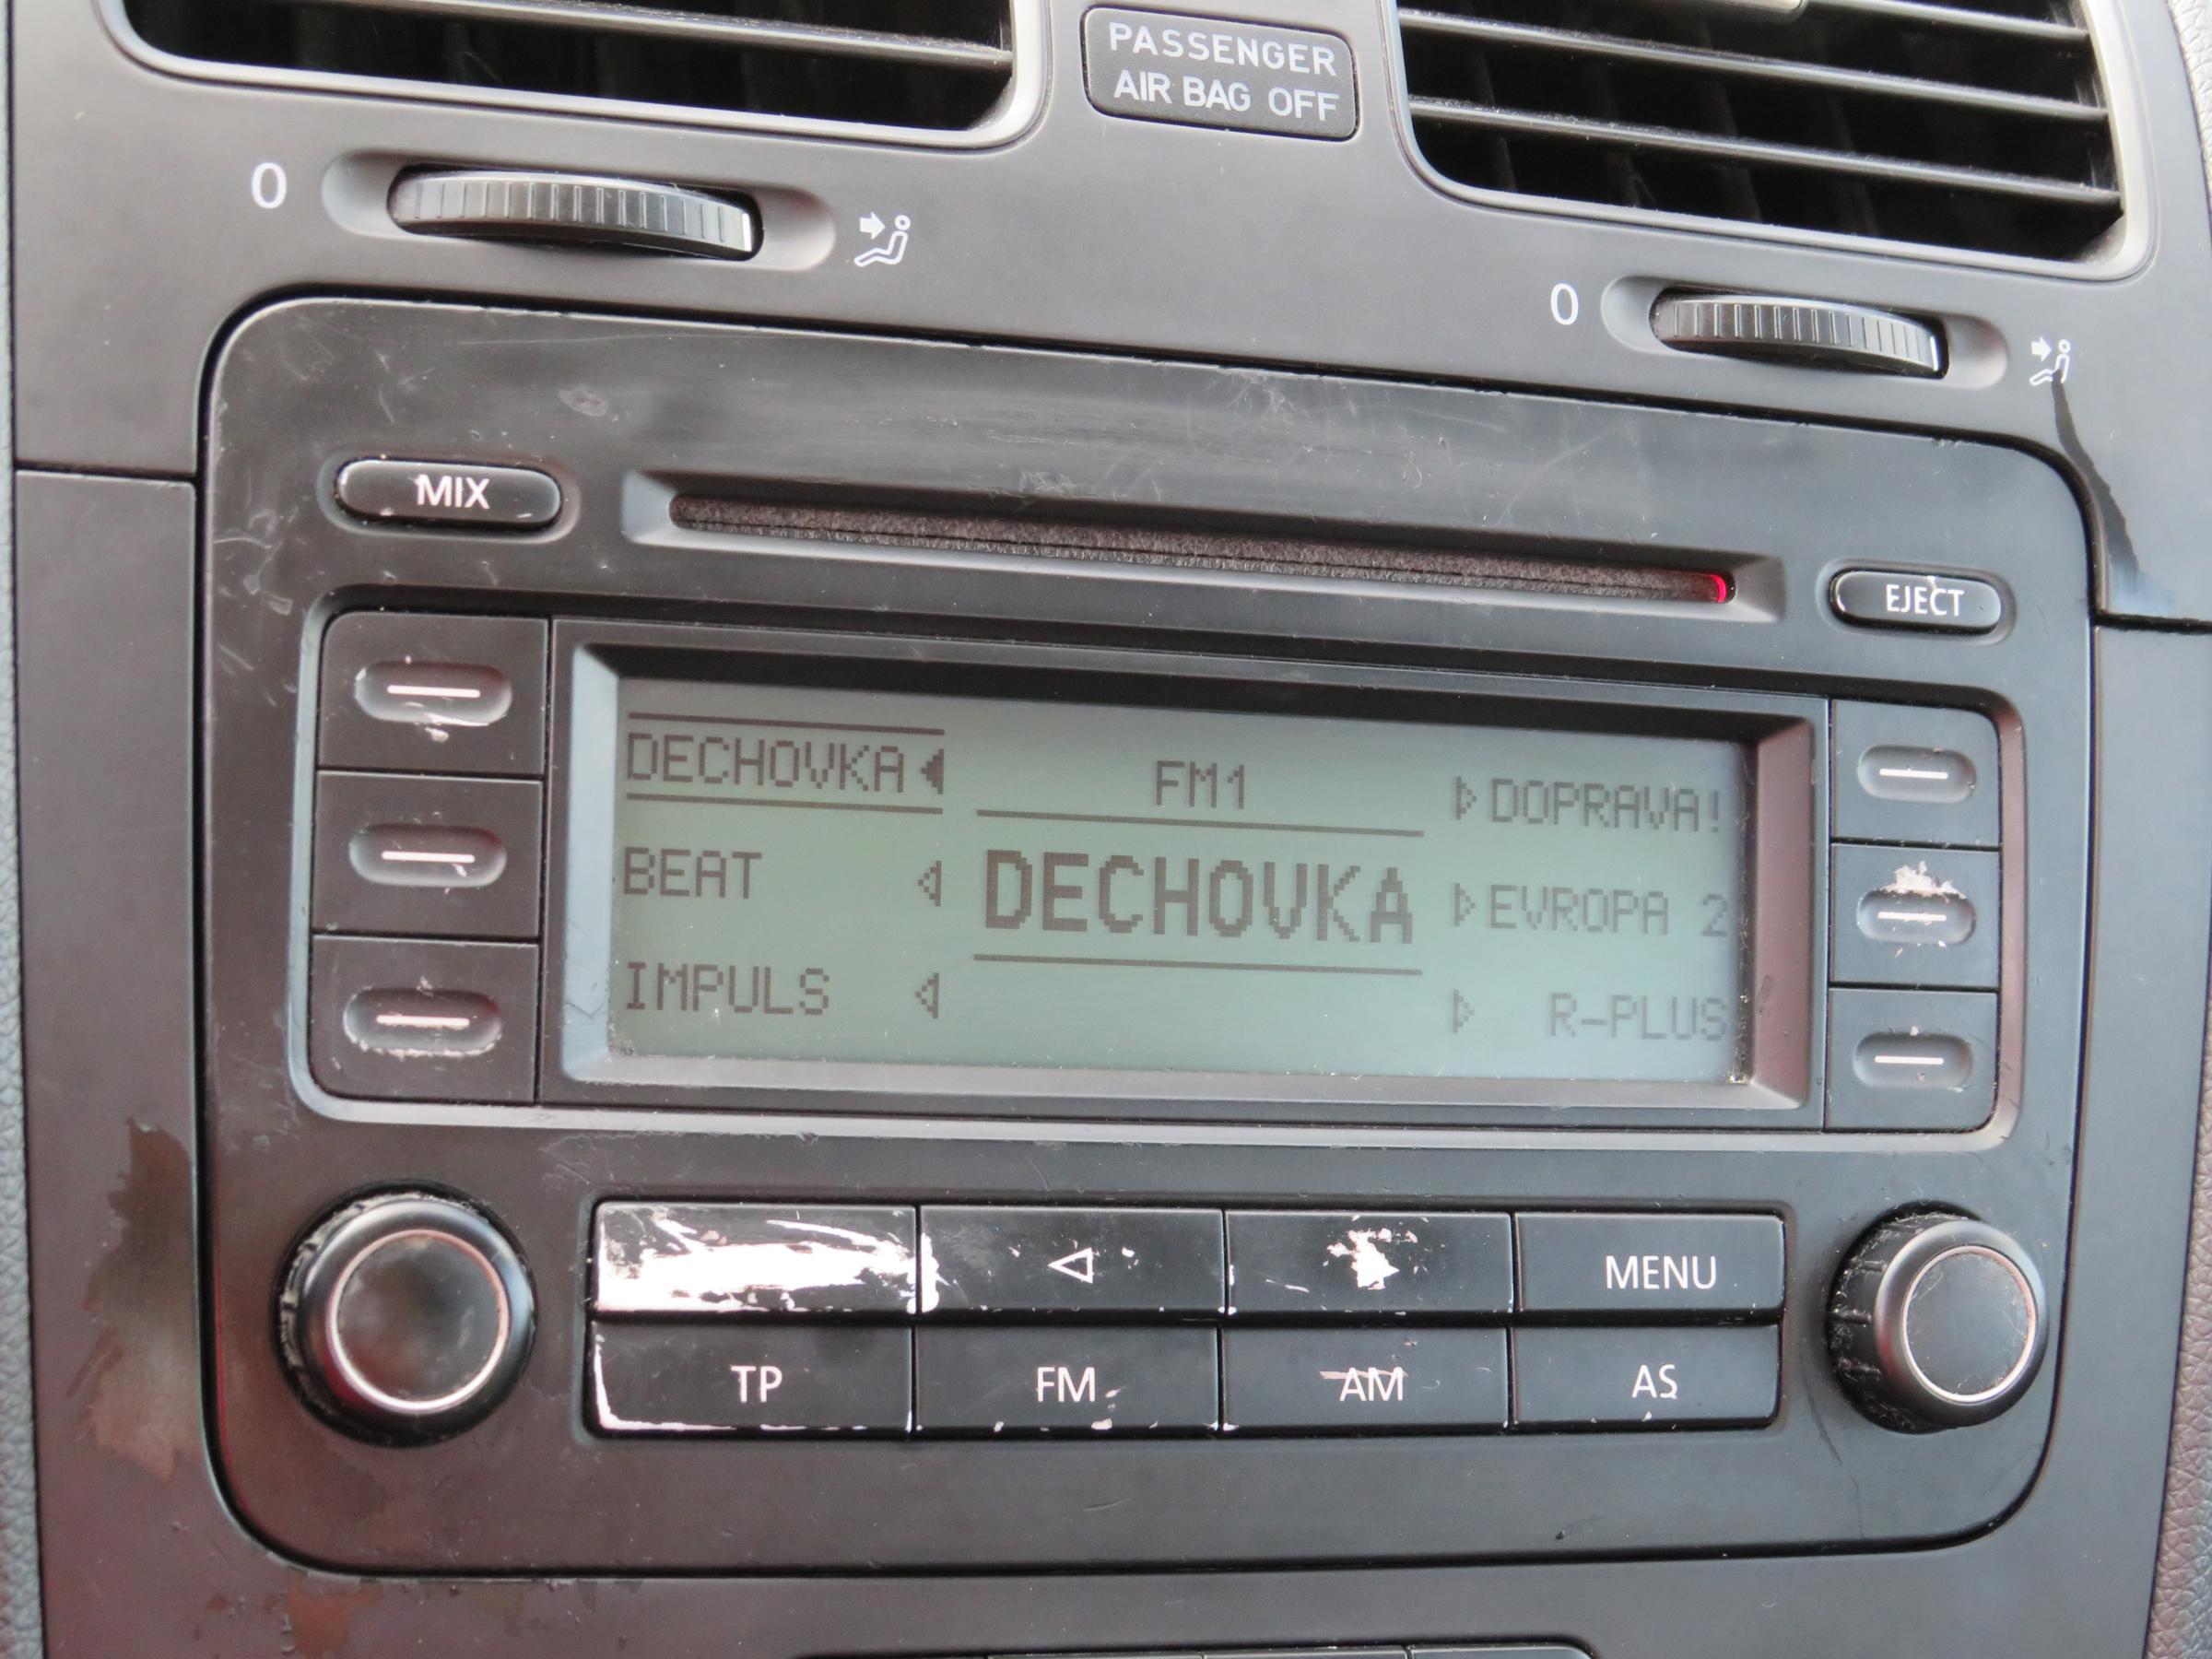 PASSENGER
AIR BAG OFF
0
0
MIX
EJECT
DECHOVKA
FM1
DOPRAVA!
BEAT
DECHOVKA
EVROPA 2
IMPULS
R-PLUS
MENU
TP
FM
AM
AS